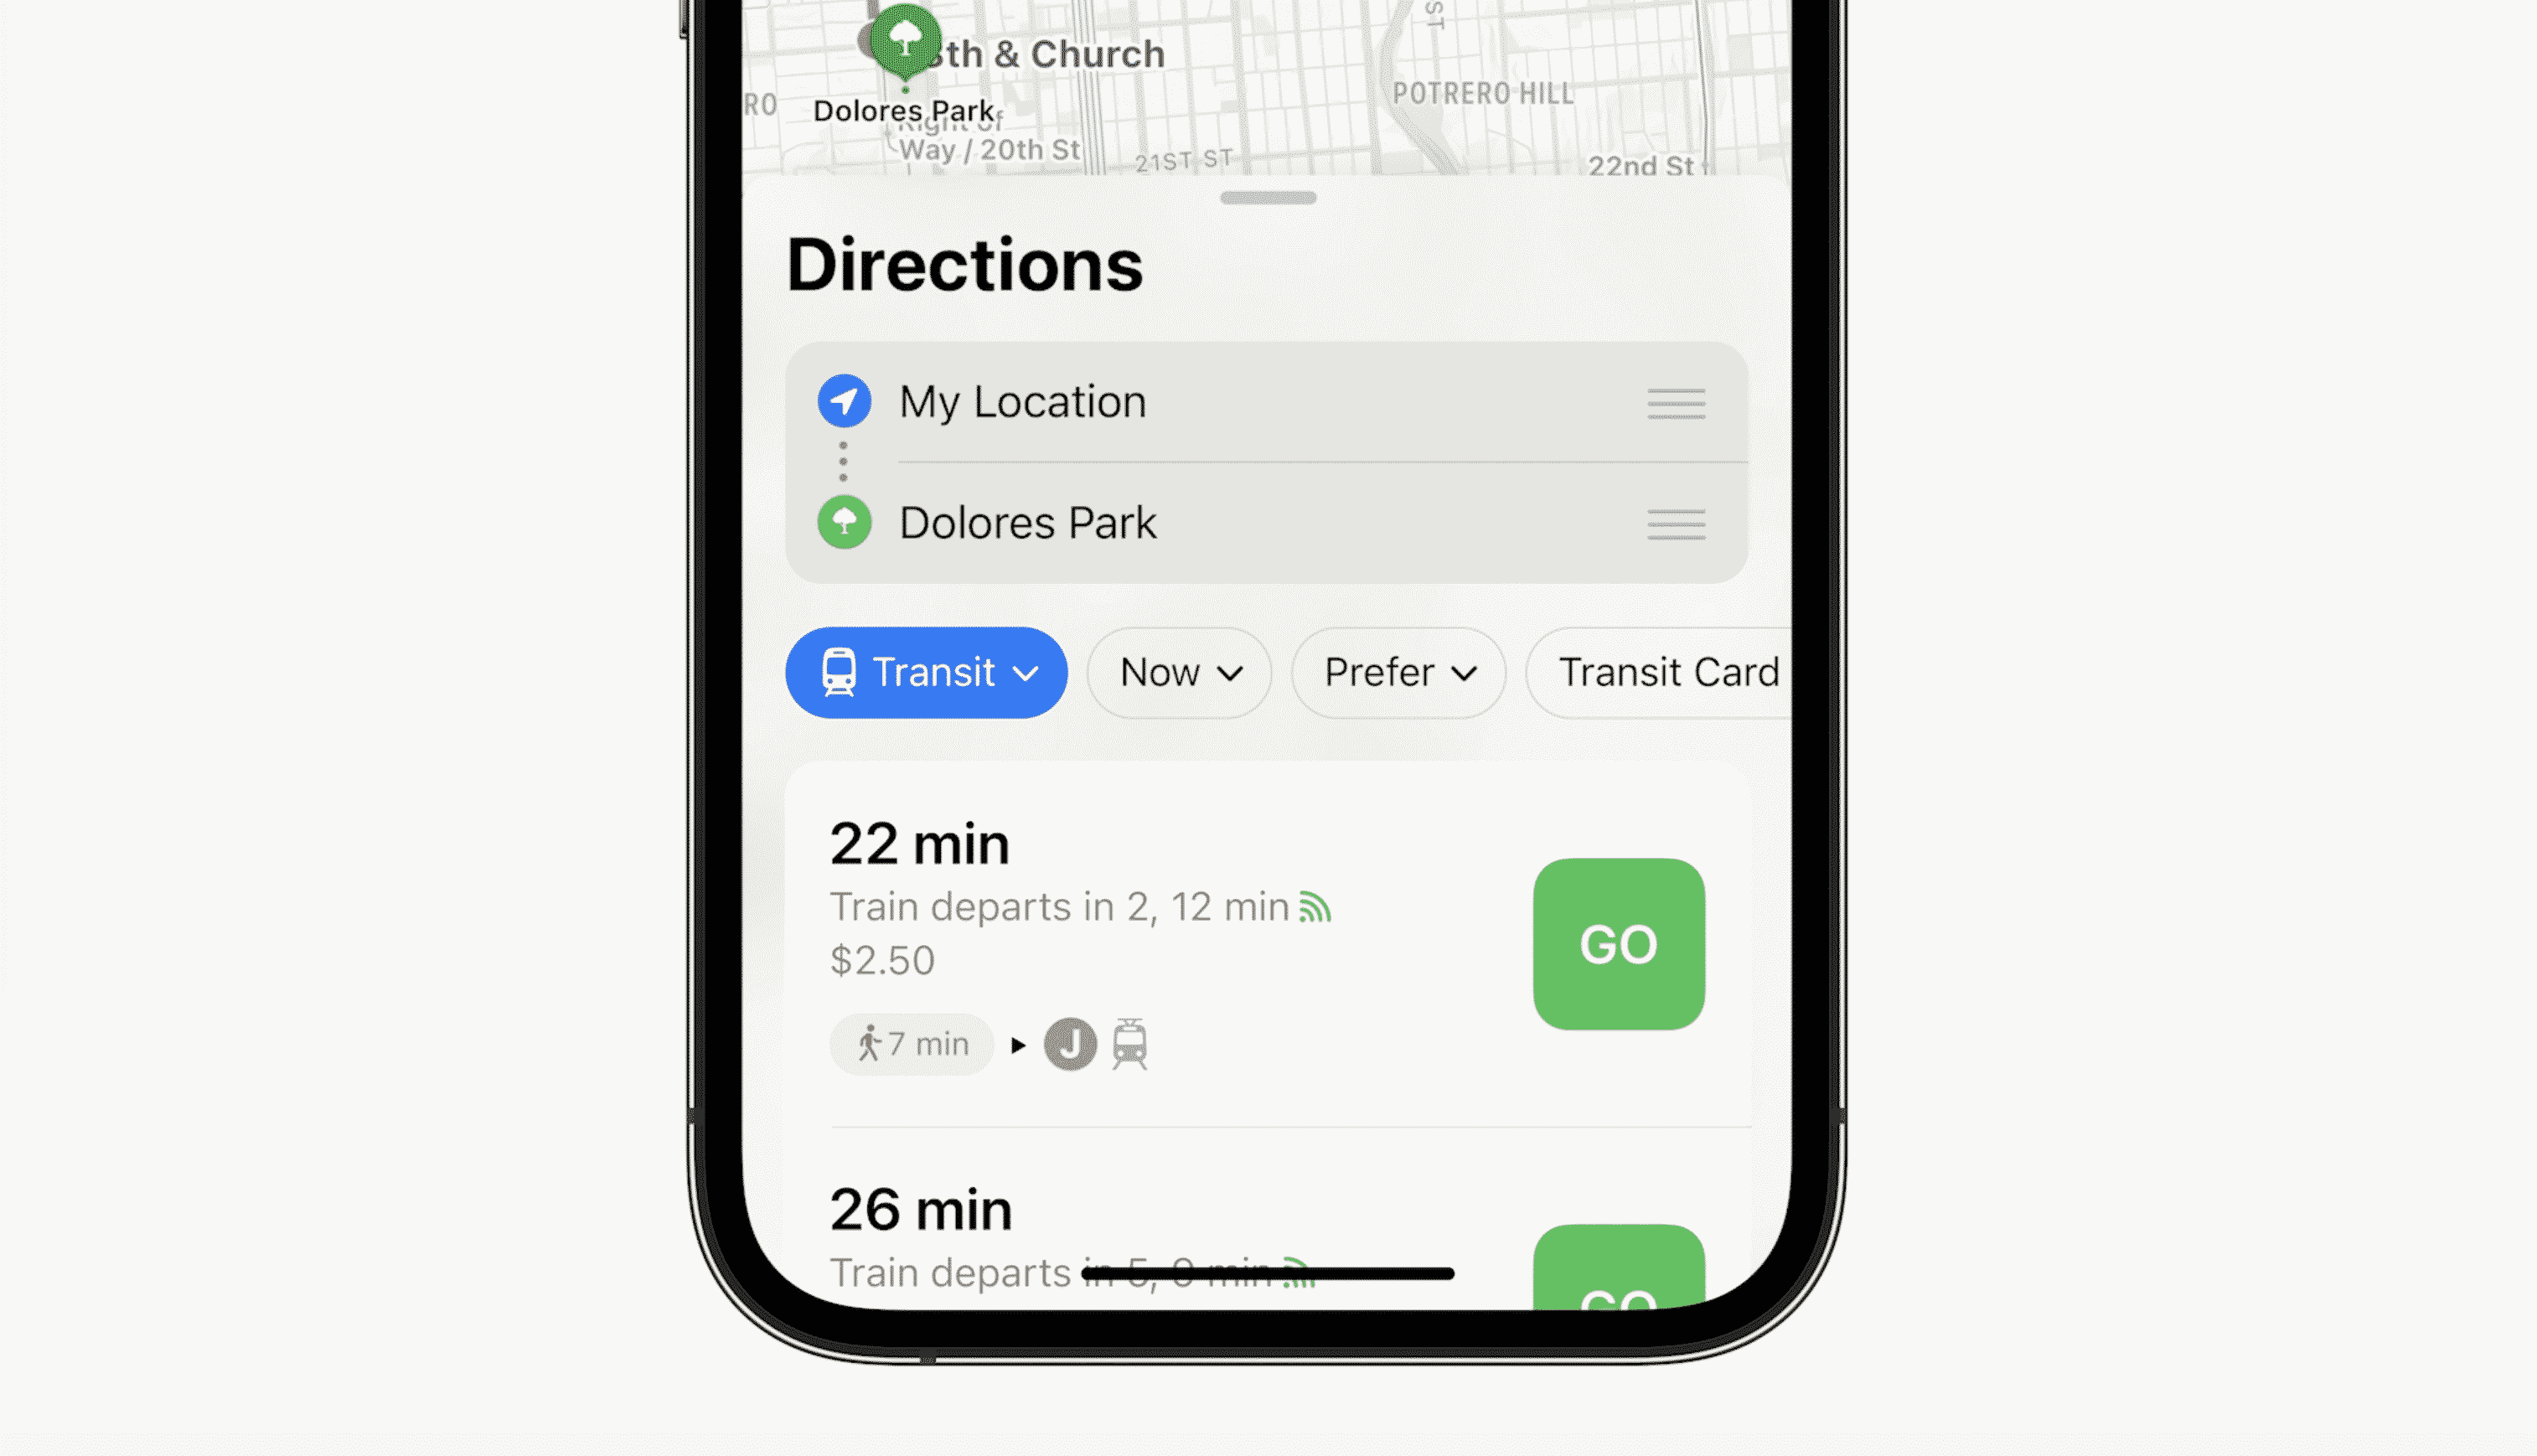 ST
th & Church
POTRERO HILL
RO
Dolores Park
Right of
Way / 20th St
21ST ST
22nd St
Directions
My Location
Dolores Park
Transit
Now
Prefer
Transit Card
22 min
Train departs in 2, 12 min
$2.50
GO
7 min
J
26 min
Train departs in 5, min
GO